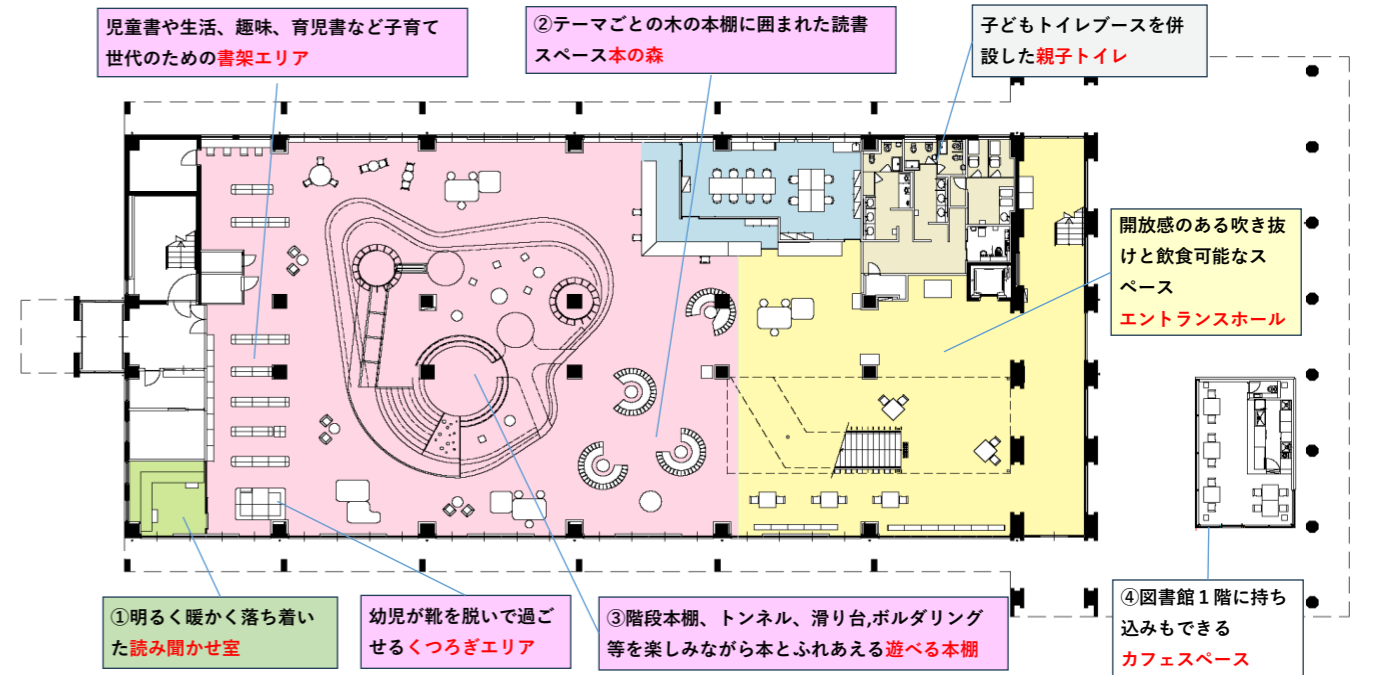 児童書や生活、趣味、育児書など子育て
世代のための書架エリア
②テーマごとの木の本棚に囲まれた読書
スペース本の森
子どもトイレブースを併
設した親子トイレ
開放感のある吹き抜
けと飲食可能なス
ペース
エントランスホール
①明るく暖かく落ち着い
た読み聞かせ室
幼児が靴を脱いで過ご
せるくつろぎエリア
③階段本棚、トンネル、滑り台,ボルダリング
等を楽しみながら本とふれあえる遊べる本棚
④図書館１階に持ち
込みもできる
カフェスペース